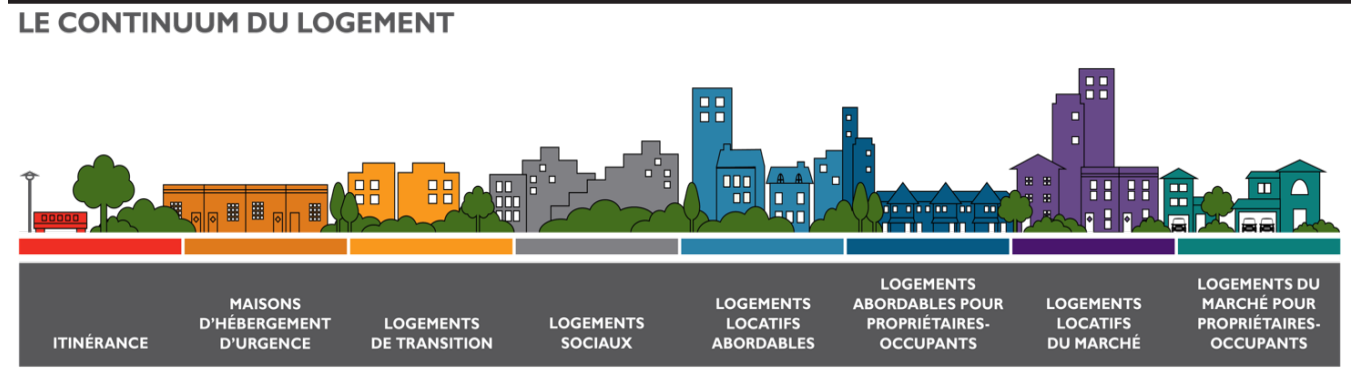 LE CONTINUUM DU LOGEMENT
ITINÉRANCE
MAISONS
D'HÉBERGEMENT
D'URGENCE
LOGEMENTS
DE TRANSITION
LOGEMENTS
SOCIAUX
LOGEMENTS
LOCATIFS
ABORDABLES
LOGEMENTS
ABORDABLES POUR
PROPRIÉTAIRES-
OCCUPANTS
LOGEMENTS
LOCATIFS
DU MARCHÉ
LOGEMENTS DU
MARCHÉ POUR
PROPRIÉTAIRES-
OCCUPANTS